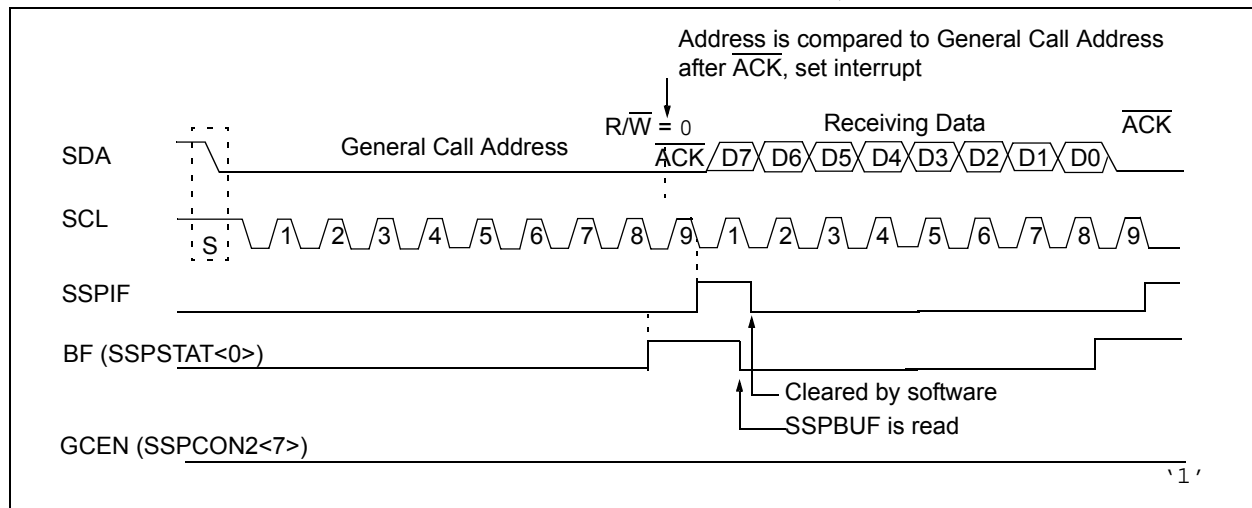 Address is compared to General Call Address
after ACK, set interrupt
R/W = 0
Receiving Data
ACK
SDA
General Call Address
ACK
D7 D6 D5 D4 D3 D2 D1 D0
SCL
S
1 2 3 4 5 6 7 8 9 1 2 3 4 5 6 7 8 9
SSPIF
BF (SSPSTAT<0>)
Cleared by software
SSPBUF is read
GCEN (SSPCON2<7>)
'1'